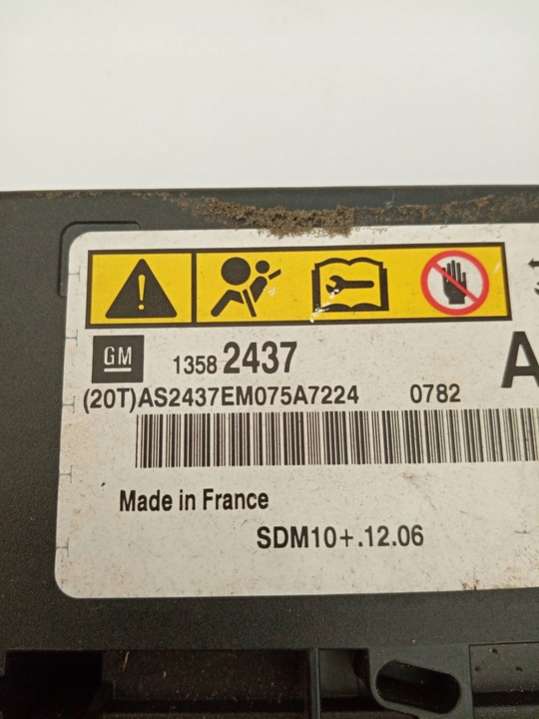 GM 1358 2437 A
(20T)AS2437EM075A7224 0782
Made in France
SDM10+.12.06